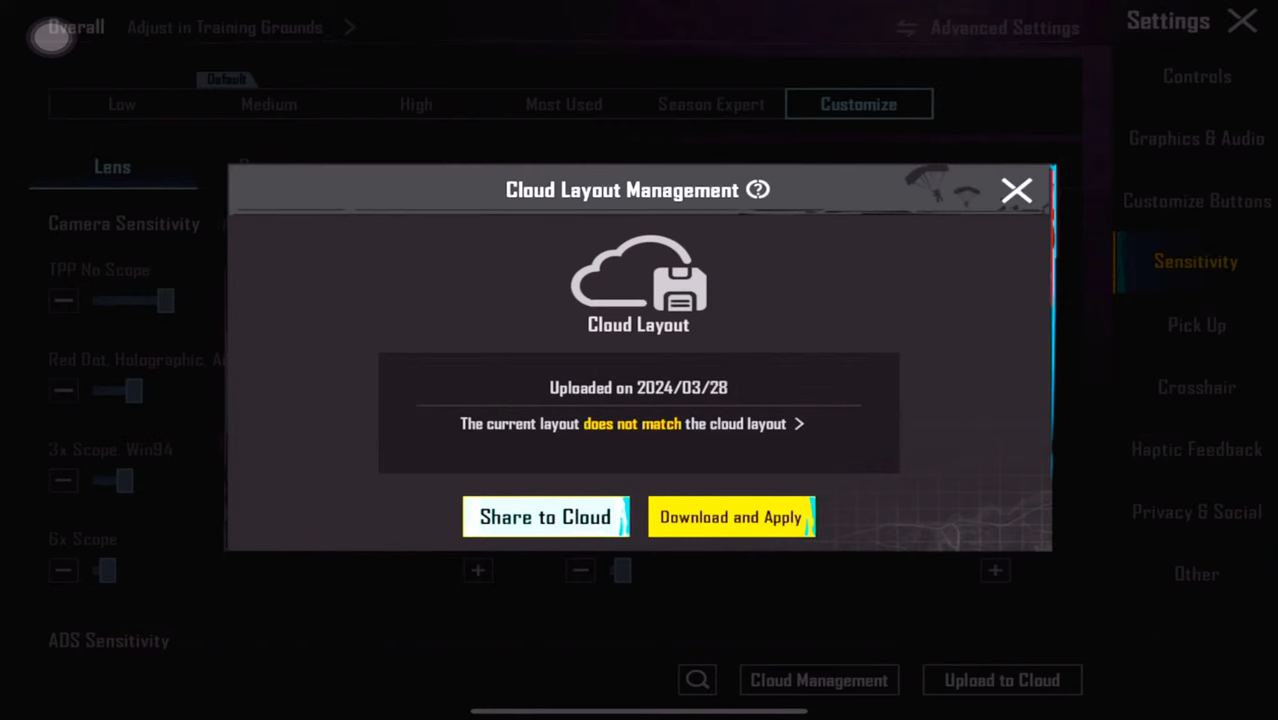 Overall
Adjust in Training Grounds
Advanced Settings
Settings
Default
Low
Medium
High
Most Used
Season Expert
Customize
Controls
Graphics & Audio
Customize Buttons
Sensitivity
Pick Up
Crosshair
Haptic Feedback
Privacy & Social
Other
Lens
Camera Sensitivity
TPP No Scope
Red Dot, Holographic,
3x Scope, Win94
6x Scope
ADS Sensitivity
Cloud Layout Management
Cloud Layout
Uploaded on 2024/03/28
The current layout does not match the cloud layout >
Share to Cloud
Download and Apply
Cloud Management
Upload to Cloud